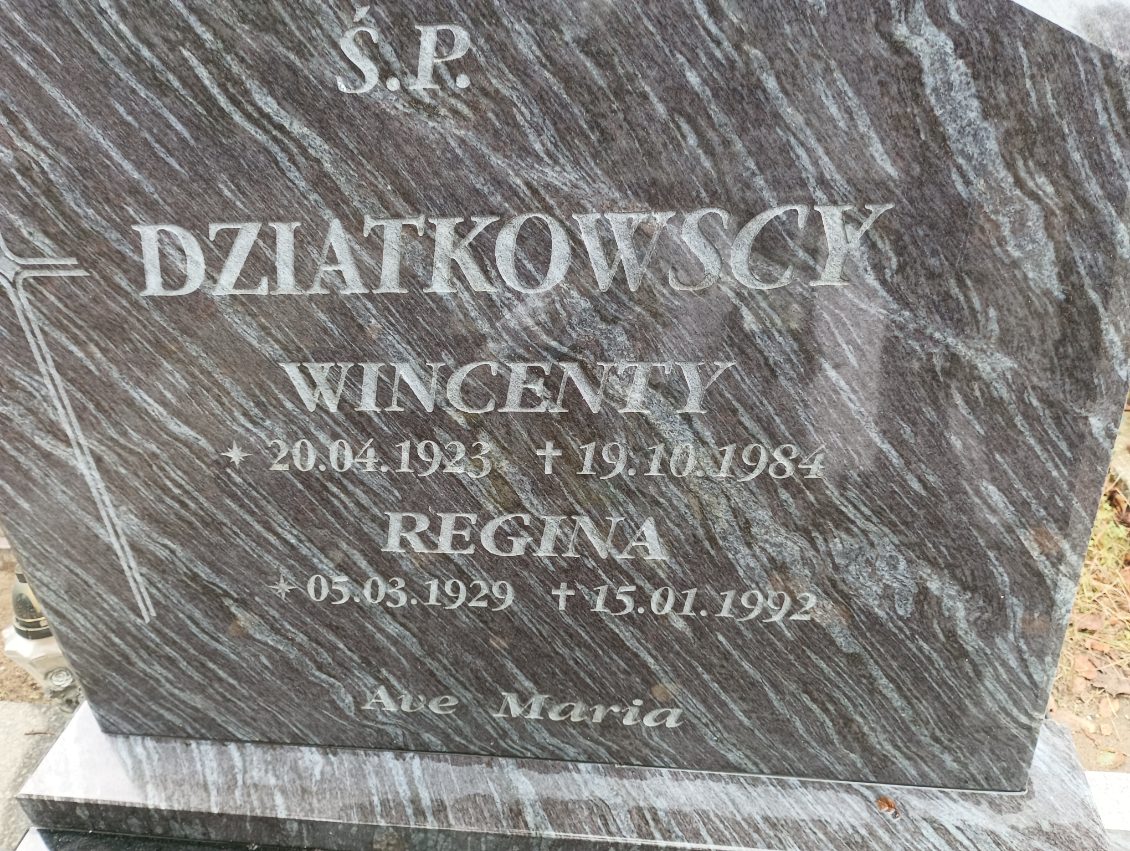 Ś.P.
DZIATKOWSCY
WINCENTY
20.04.1923 † 19.10.1984
REGINA
05.03.1929 † 15.01.1992
Ave Maria